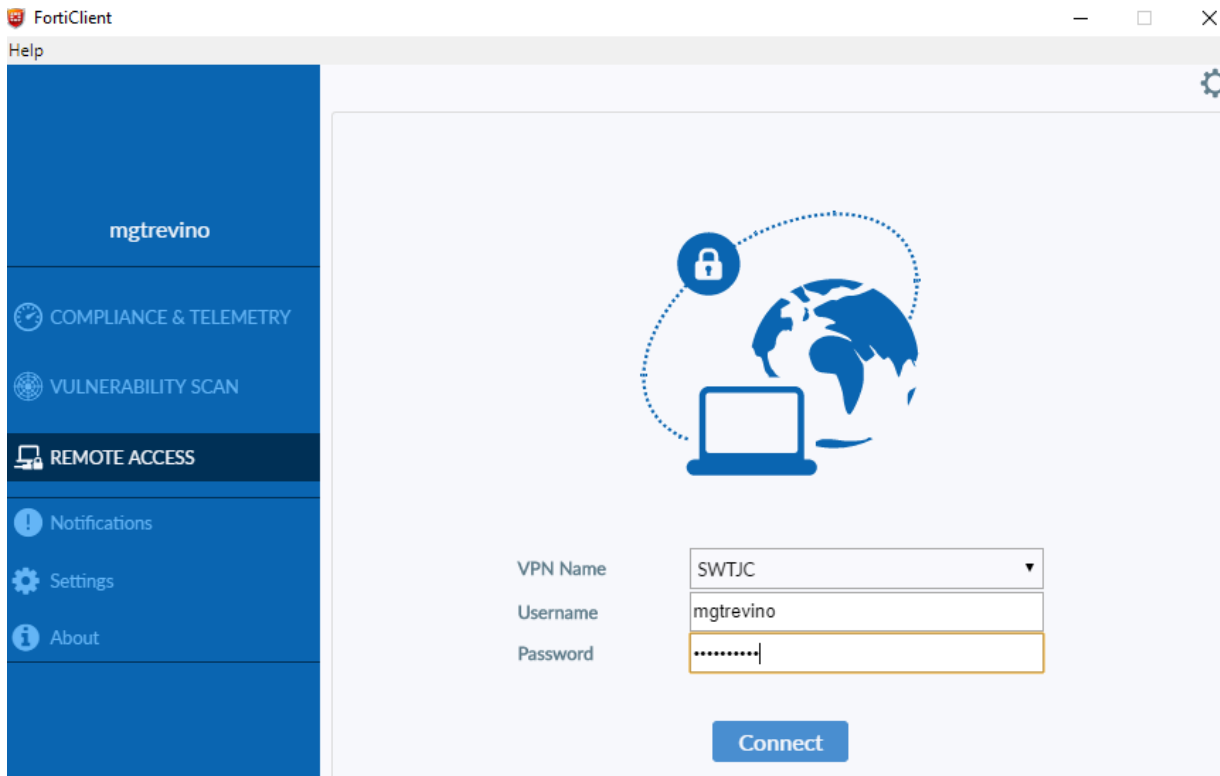 FortiClient
Help
mgtrevino
COMPLIANCE & TELEMETRY
VULNERABILITY SCAN
REMOTE ACCESS
Notifications
Settings
About
VPN Name
SWTJC
Username
mgtrevino
Password
••••••••••
Connect